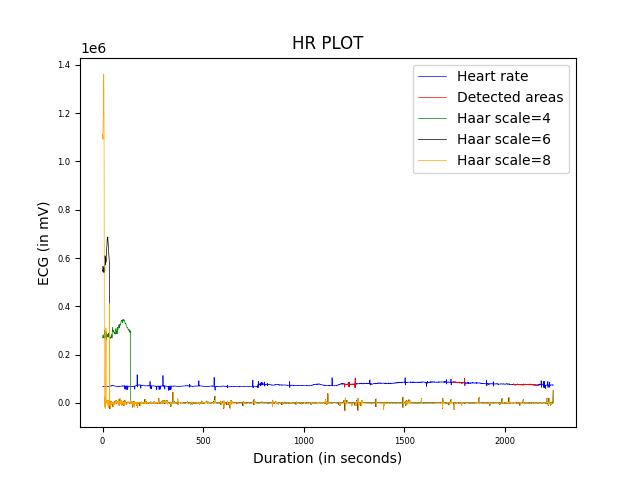 HR PLOT
1e6
1.4
1.2
1.0
0.8
0.6
0.4
0.2
0.0
ECG (in mV)
Heart rate
Detected areas
Haar scale=4
Haar scale=6
Haar scale=8
0
500
1000
1500
2000
Duration (in seconds)